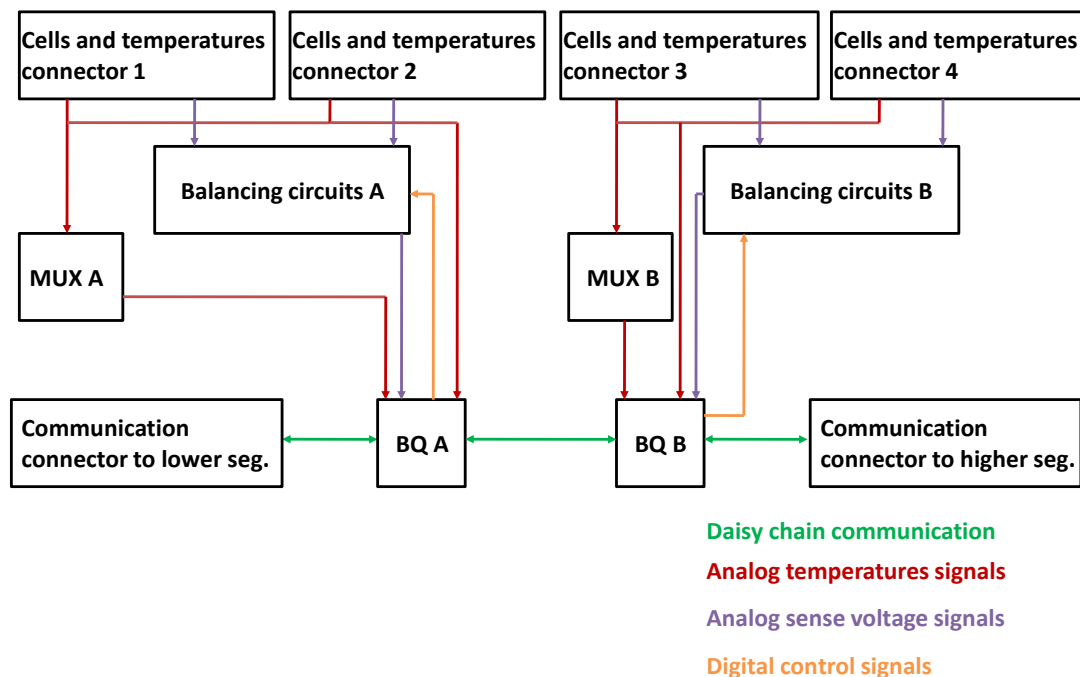 Cells and temperatures
connector 1
Cells and temperatures
connector 2
Cells and temperatures
connector 3
Cells and temperatures
connector 4
Balancing circuits A
Balancing circuits B
MUX A
MUX B
Communication
connector to lower seg.
BQ A
BQ B
Communication
connector to higher seg.
Daisy chain communication
Analog temperatures signals
Analog sense voltage signals
Digital control signals